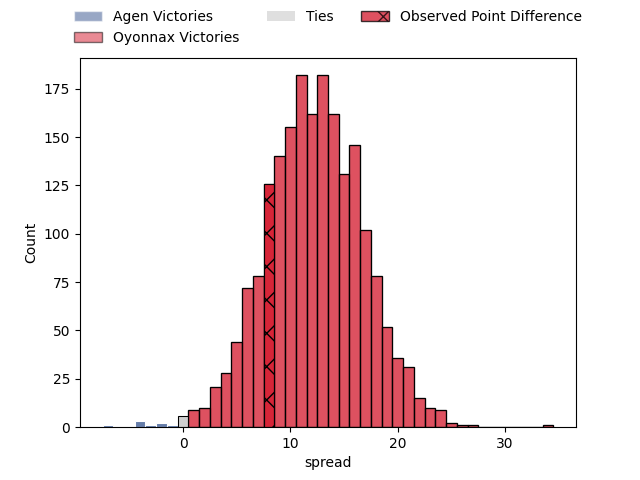 Agen Victories
Ties
Observed Point Difference
Oyonnax Victories
175
150
125
100
75
50
25
0
Count
0 10 20 30
spread